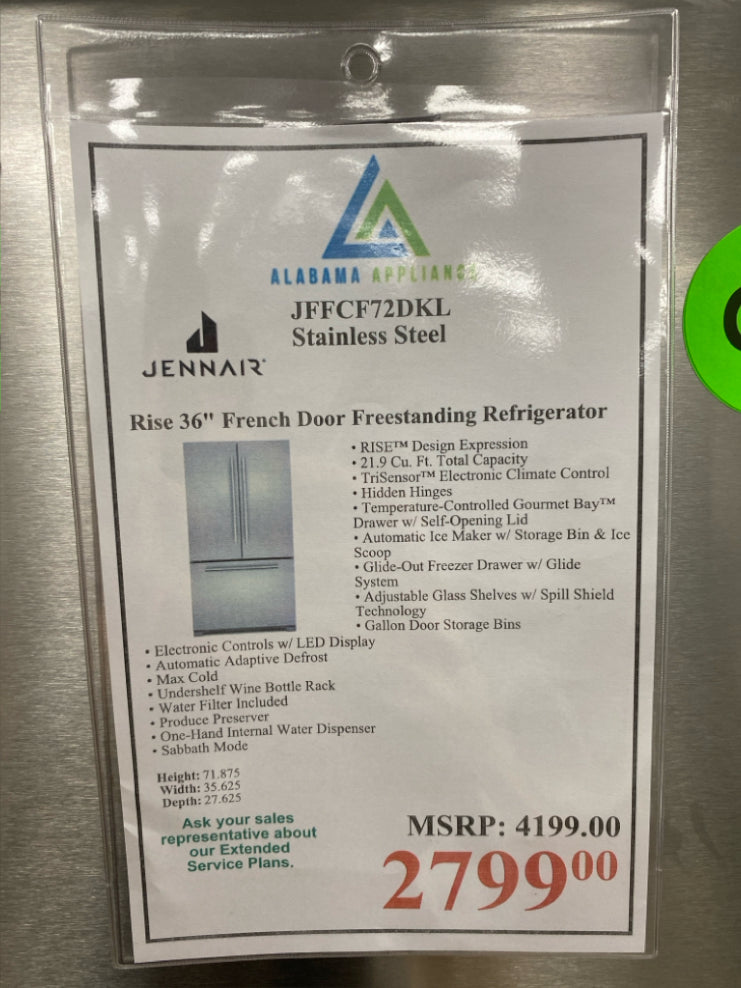 ALABAMA APPLIANCE
JFFCF72DKL
Stainless Steel
JENNAIR®
Rise 36" French Door Freestanding Refrigerator
• RISE™ Design Expression
• 21.9 Cu. Ft. Total Capacity
• TriSensor™ Electronic Climate Control
• Hidden Hinges
• Temperature-Controlled Gourmet Bay™
Drawer w/ Self-Opening Lid
• Automatic Ice Maker w/ Storage Bin & Ice
Scoop
• Glide-Out Freezer Drawer w/ Glide
System
• Adjustable Glass Shelves w/ Spill Shield
Technology
• Gallon Door Storage Bins
• Electronic Controls w/ LED Display
• Automatic Adaptive Defrost
• Max Cold
• Undershelf Wine Bottle Rack
• Water Filter Included
• Produce Preserver
• One-Hand Internal Water Dispenser
• Sabbath Mode
Height: 71.875
Width: 35.625
Depth: 27.625
Ask your sales
representative about
our Extended
Service Plans.
MSRP: 4199.00
2799⁰⁰